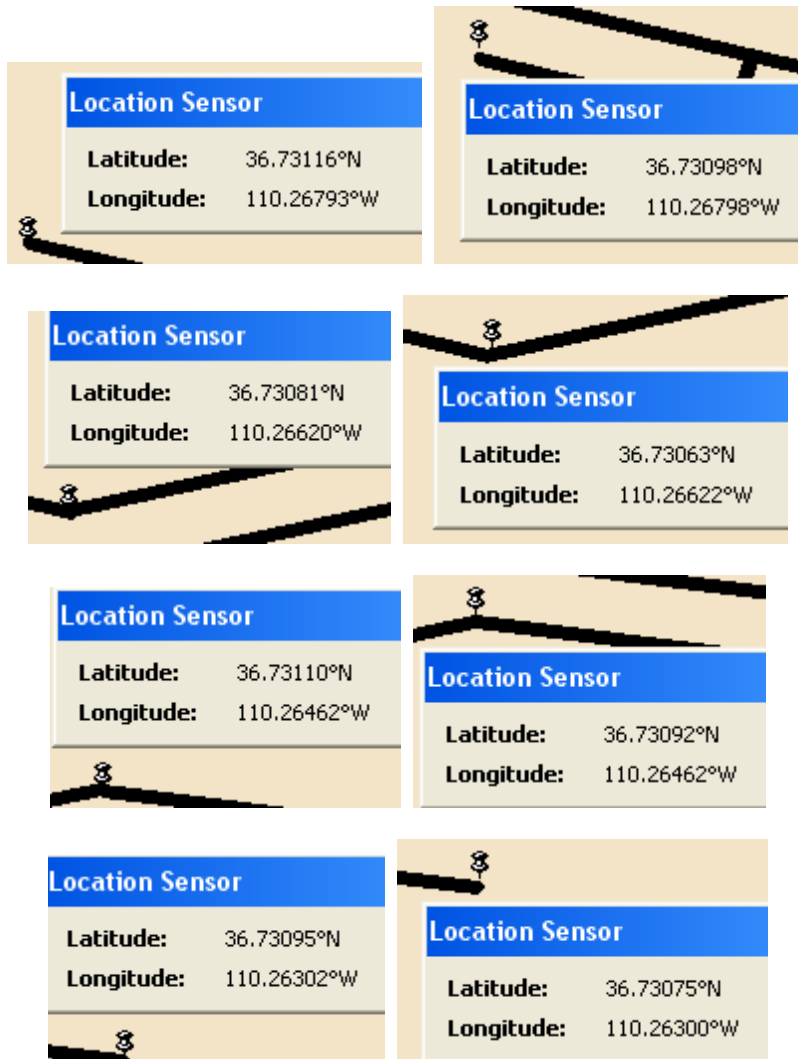 Location Sensor
Latitude: 36.73116°N
Longitude: 110.26793°W
Location Sensor
Latitude: 36.73098°N
Longitude: 110.26798°W
Location Sensor
Latitude: 36.73081°N
Longitude: 110.26620°W
Location Sensor
Latitude: 36.73063°N
Longitude: 110.26622°W
Location Sensor
Latitude: 36.73110°N
Longitude: 110.26462°W
Location Sensor
Latitude: 36.73092°N
Longitude: 110.26462°W
Location Sensor
Latitude: 36.73095°N
Longitude: 110.26302°W
Location Sensor
Latitude: 36.73075°N
Longitude: 110.26300°W